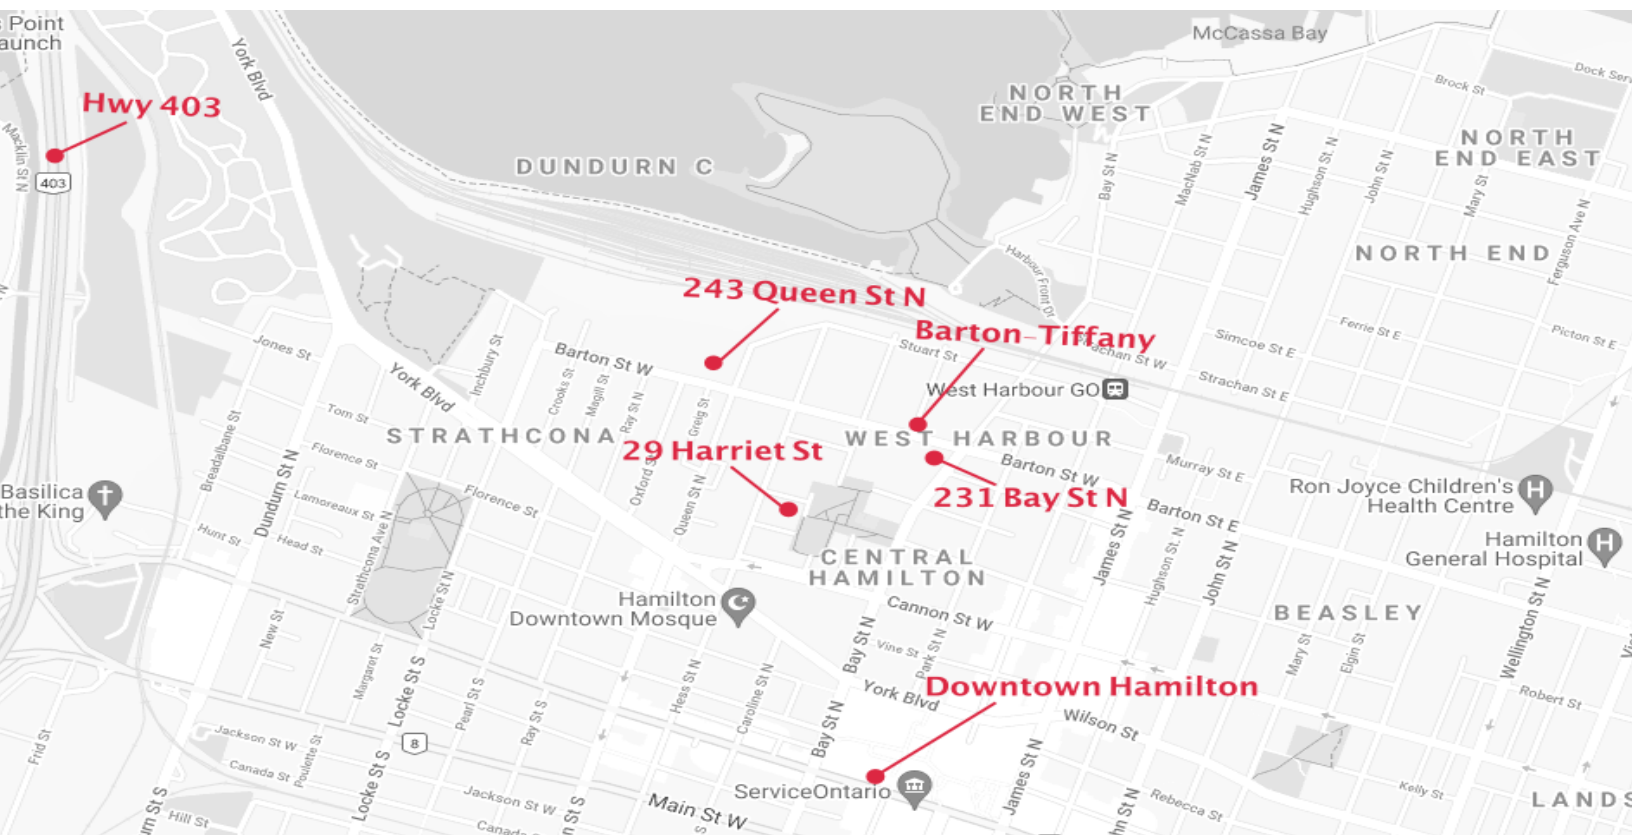 Point
aunch
York Blvd
McCassa Bay
Dock Serv
Brock St
Hwy 403
Macklin St N
403
NORTH
END WEST
NORTH
END EAST
DUNDURN C
Bay St N
MacNab St N
James St N
Hughson St. N
John St N
Mary St
Ferguson Ave N
NORTH END
Harbour Front Dr
243 Queen St N
Barton-Tiffany
Stuart St
Strachan St W
Simcoe St E
Ferrie St E
Picton St E
Strachan St E
West Harbour GO
Jones St
Inchbury St
Barton St W
York Blvd
Crooks St
Magill St
Ray St N
Greig St
Tom St
STRATHCONA
29 Harriet St
WEST HARBOUR
Barton St W
Murray St E
Breadalbane St
Florence St
Dundurn St N
Lamoreaux St
Florence St
Oxford St
Queen St N
231 Bay St N
Ron Joyce Children's
Health Centre
Basilica
the King
Barton St E
Hamilton
General Hospital
Hunt St
Head St
Strathcona Ave N
Locke St N
CENTRAL
HAMILTON
James St N
Hughson St. N
John St N
Hamilton
Downtown Mosque
Cannon St W
BEASLEY
Wellington St N
New St
Margaret St
Locke St S
Vine St
Park St N
Bay St N
Mary St
Elgin St
Hess St N
Caroline St N
York Blvd
Downtown Hamilton
Wilson St
Robert St
Pearl St S
Ray St S
Bay St N
Frid St
Jackson St W
Poulette St
8
Canada St
Locke St S
ServiceOntario
James St N
Kelly St
LANDS
Jackson St W
Main St W
Rebecca St
Hill St
urn St S
Canada
n St S
S
hn St N